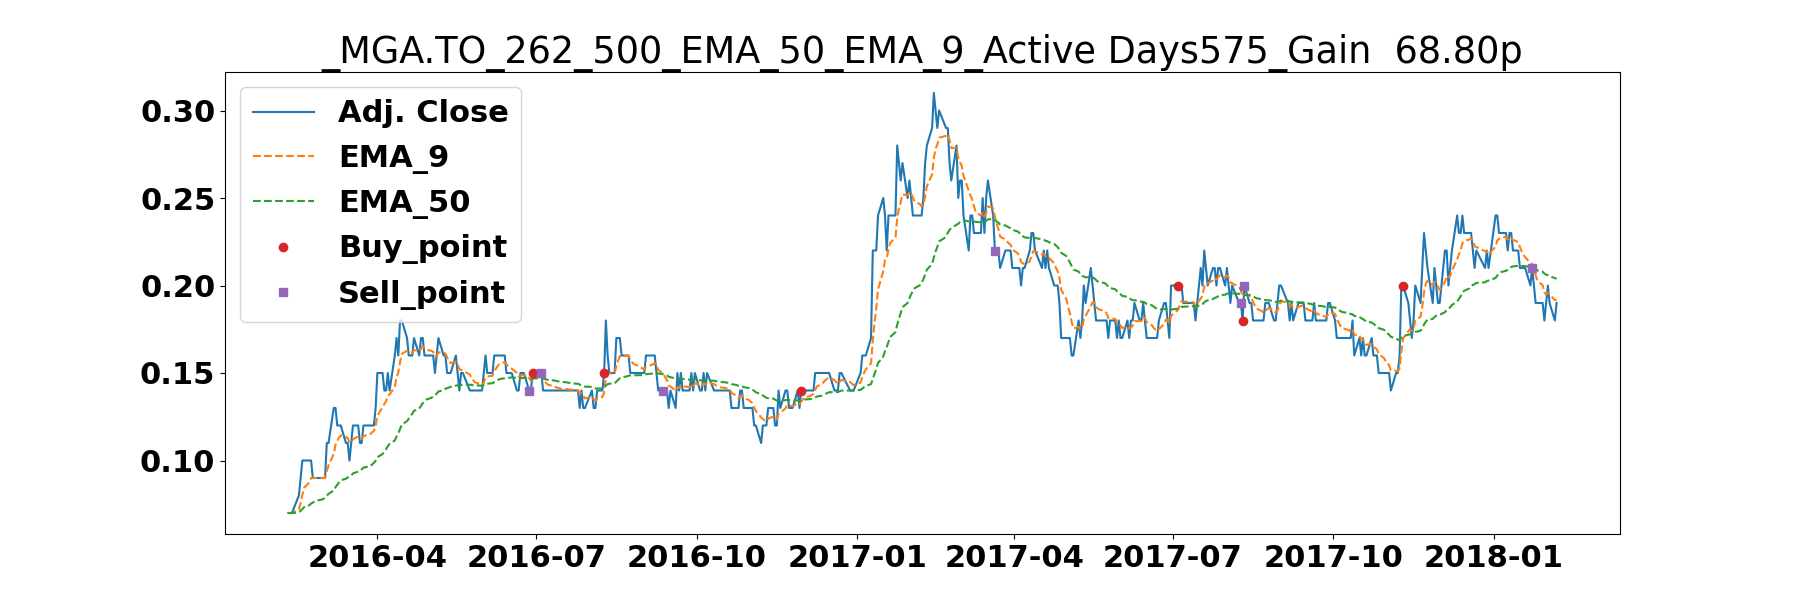 _MGA.TO_262_500_EMA_50_EMA_9_Active Days575_Gain  68.80p
0.30
0.25
0.20
0.15
0.10
Adj. Close
EMA_9
EMA_50
Buy_point
Sell_point
2016-04 2016-07 2016-10 2017-01 2017-04 2017-07 2017-10 2018-01